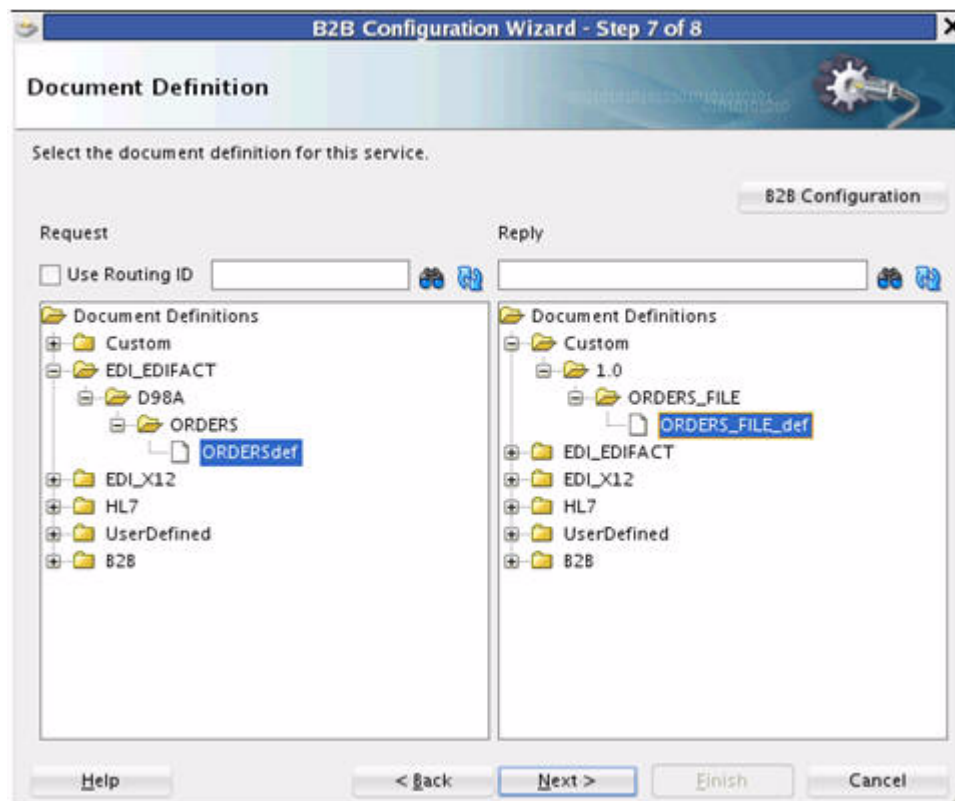 B2B Configuration Wizard - Step 7 of 8
Document Definition
Select the document definition for this service.
B2B Configuration
Request
Reply
Use Routing ID
Document Definitions
Custom
EDI_EDIFACT
D98A
ORDERS
ORDERSdef
EDI_X12
HL7
UserDefined
B2B
Document Definitions
Custom
1.0
ORDERS_FILE
ORDERS_FILE_def
EDI_EDIFACT
EDI_X12
HL7
UserDefined
B2B
Help
< Back
Next >
Finish
Cancel